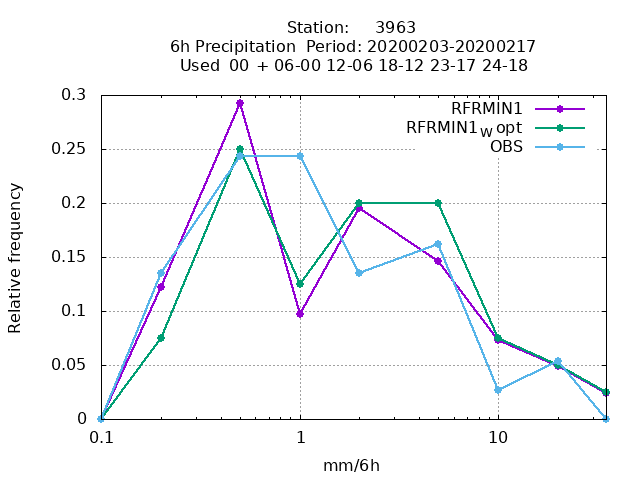 Station:     3963
6h Precipitation  Period: 20200203-20200217
Used  00  + 06-00 12-06 18-12 23-17 24-18
RFRMIN1
RFRMIN1w opt
OBS
0.3
0.25
0.2
0.15
0.1
0.05
0
Relative frequency
0.1 1 10
mm/6h